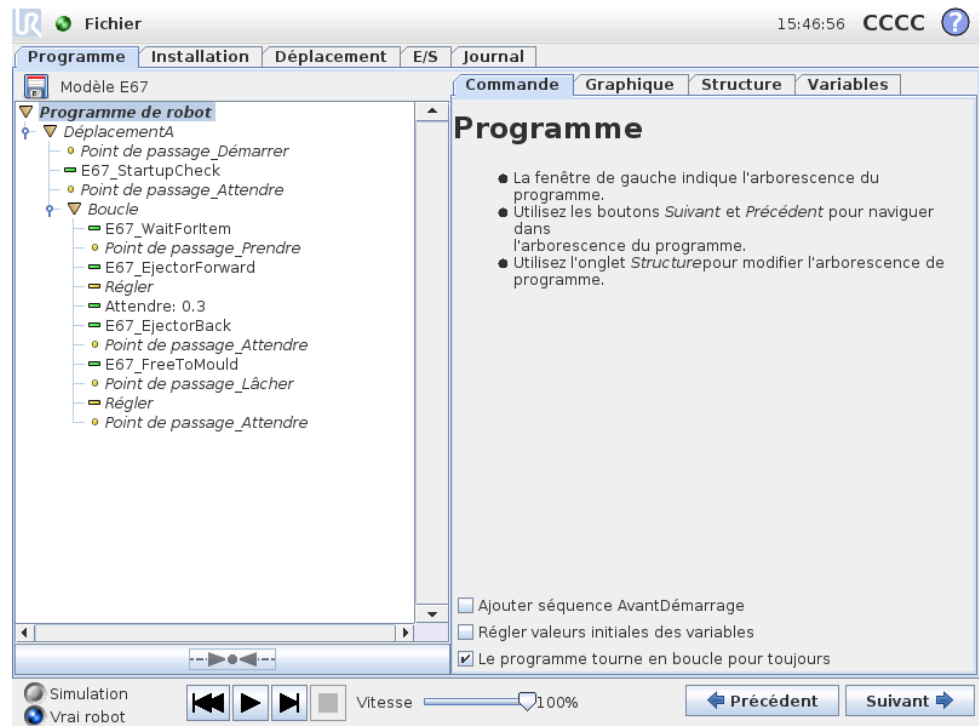 UR Fichier 15:46:56 CCCC ?
Programme Installation Déplacement E/S Journal
Modèle E67
Programme de robot
DéplacementA
Point de passage_Démarrer
E67_StartupCheck
Point de passage_Attendre
Boucle
E67_WaitForItem
Point de passage_Prendre
E67_EjectorForward
Régler
Attendre: 0.3
E67_EjectorBack
Point de passage_Attendre
E67_FreeToMould
Point de passage_Lâcher
Régler
Point de passage_Attendre
Commande Graphique Structure Variables
Programme
La fenêtre de gauche indique l'arborescence du
programme.
Utilisez les boutons Suivant et Précédent pour naviguer
dans
l'arborescence du programme.
Utilisez l'onglet Structurepour modifier l'arborescence de
programme.
Ajouter séquence AvantDémarrage
Régler valeurs initiales des variables
Le programme tourne en boucle pour toujours
Simulation
Vrai robot
Vitesse 100%
Précédent Suivant